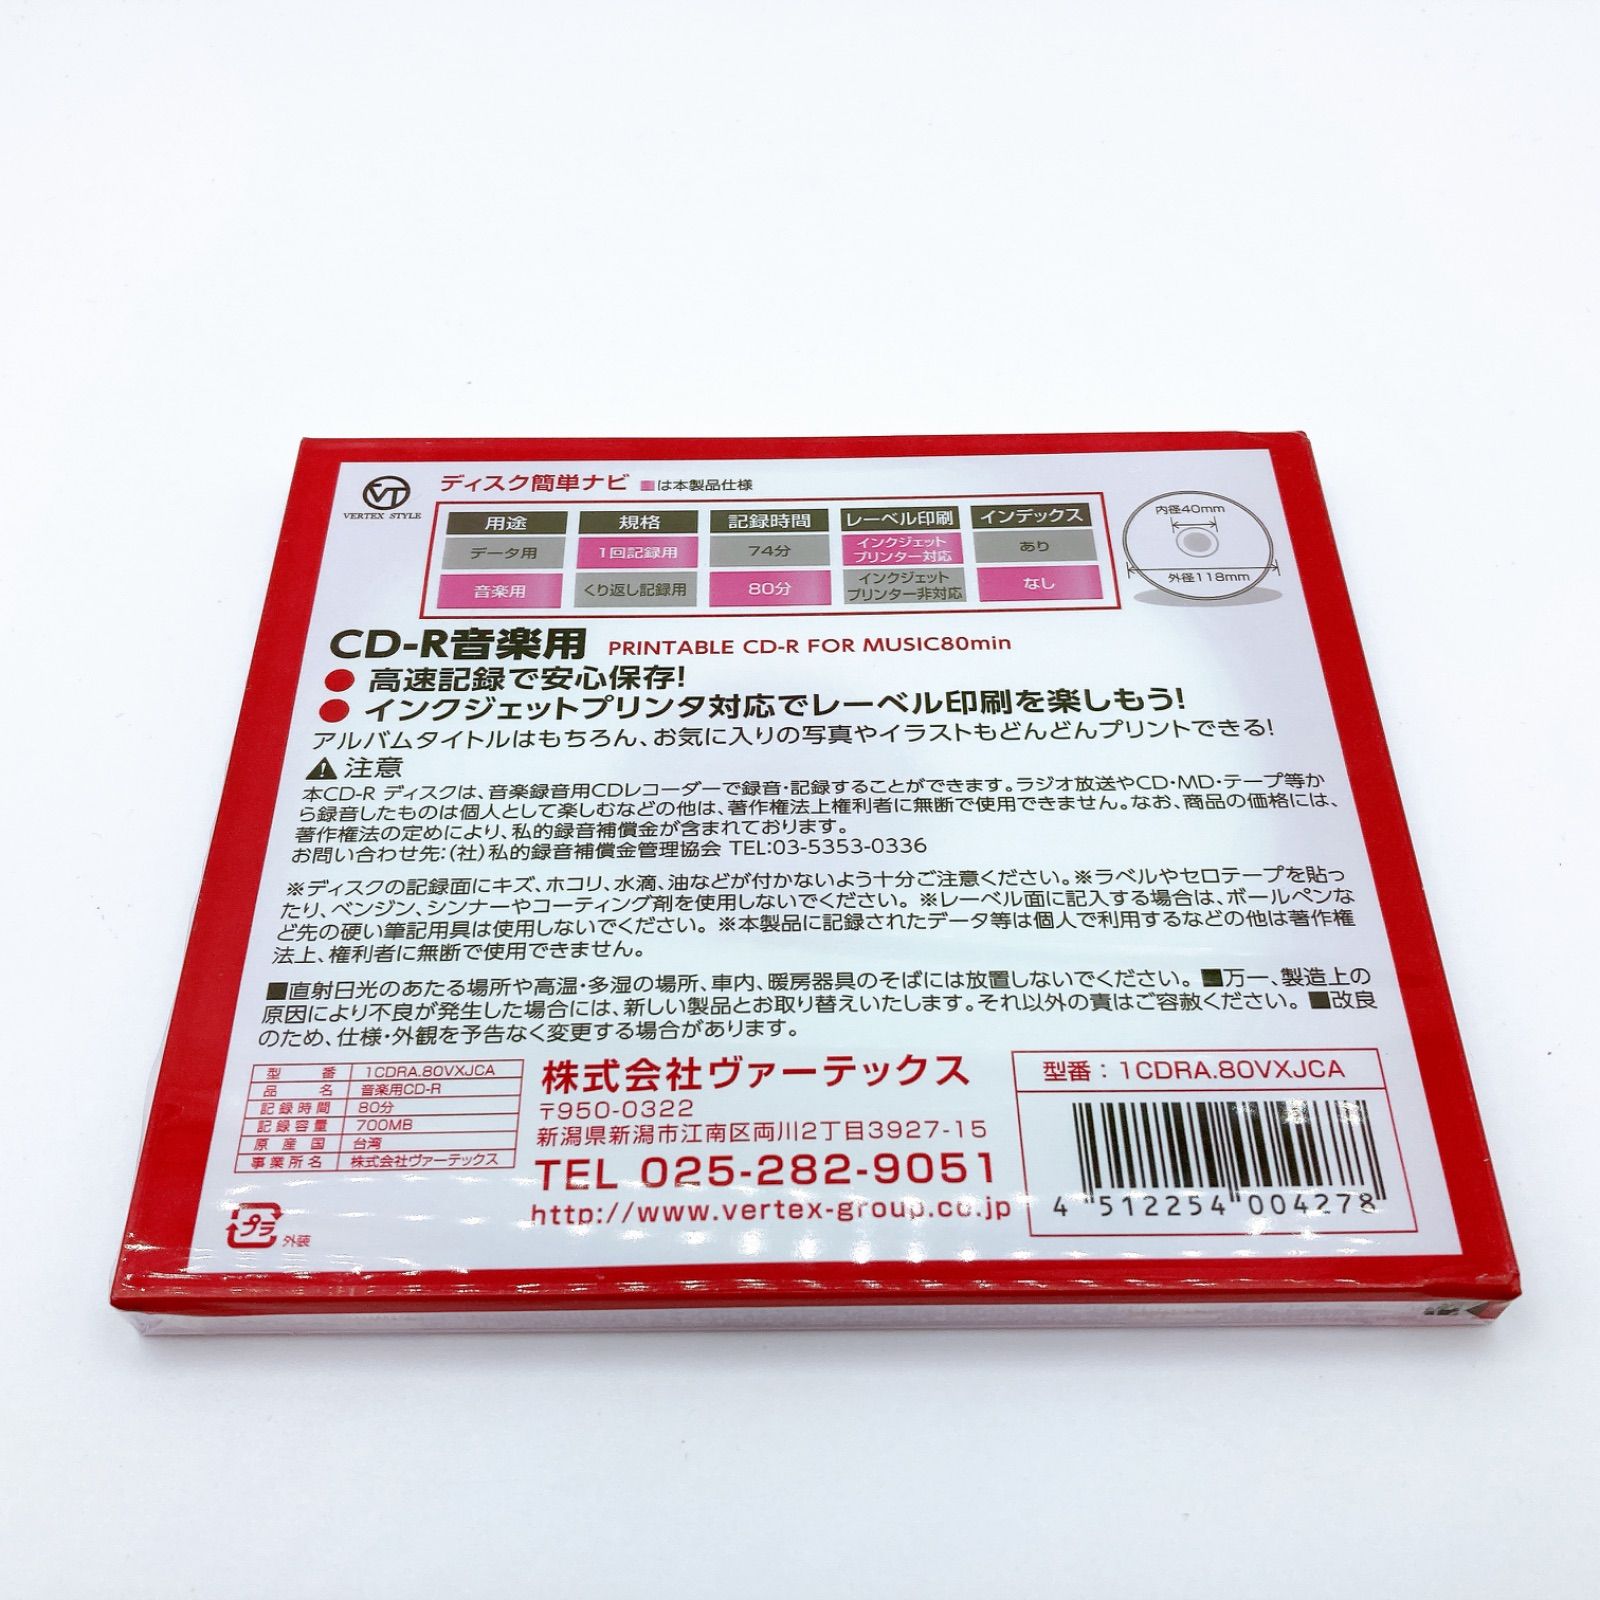 VT
VERTEX STYLE
ディスク簡単ナビ ■は本製品仕様
用途 規格 記録時間 レーベル印刷 インデックス
データ用 1回記録用 74分 インクジェットプリンター対応 あり
音楽用 くり返し記録用 80分 インクジェットプリンター非対応 なし
内径40mm
外径118mm
CD-R音楽用 PRINTABLE CD-R FOR MUSIC80min
● 高速記録で安心保存!
● インクジェットプリンタ対応でレーベル印刷を楽しもう!
アルバムタイトルはもちろん、お気に入りの写真やイラストもどんどんプリントできる!
注意
本CD-R ディスクは、音楽録音用CDレコーダーで録音・記録することができます。ラジオ放送やCD・MD・テープ等か
ら録音したものは個人として楽しむなどの他は、著作権法上権利者に無断で使用できません。なお、商品の価格には、
著作権法の定めにより、私的録音補償金が含まれております。
お問い合わせ先:(社)私的録音補償金管理協会 TEL:03-5353-0336
※ディスクの記録面にキズ、ホコリ、水滴、油などが付かないよう十分ご注意ください。※ラベルやセロテープを貼っ
たり、ベンジン、シンナーやコーティング剤を使用しないでください。※レーベル面に記入する場合は、ボールペンな
ど先の硬い筆記用具は使用しないでください。※本製品に記録されたデータ等は個人で利用するなどの他は著作権
法上、権利者に無断で使用できません。
■直射日光のあたる場所や高温・多湿の場所、車内、暖房器具のそばには放置しないでください。■万一、製造上の
原因により不良が発生した場合には、新しい製品とお取り替えいたします。それ以外の責はご容赦ください。■改良
のため、仕様・外観を予告なく変更する場合があります。
型番 1CDRA.80VXJCA
品名 音楽用CD-R
記録時間 80分
記録容量 700MB
原産国 台湾
事業所名 株式会社ヴァーテックス
プラ 外装
株式会社ヴァーテックス
〒950-0322
新潟県新潟市江南区両川2丁目3927-15
TEL 025-282-9051
http://www.vertex-group.co.jp
型番:1CDRA.80VXJCA
4 512254 004278